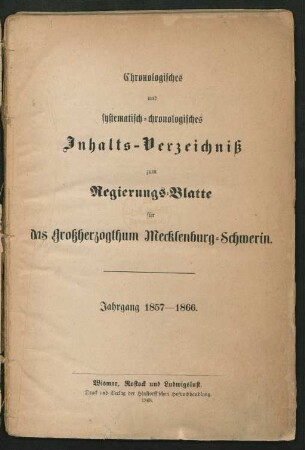 Chronologisches
und
systematisch-chronologisches
Inhalts-Verzeichniß
zum
Regierungs-Blatte
für
das Großherzogthum Mecklenburg-Schwerin.
Jahrgang 1857—1866.
Wismar, Rostock und Ludwigslust.
Druck und Verlag der Hinstorff'schen Hofbuchhandlung.